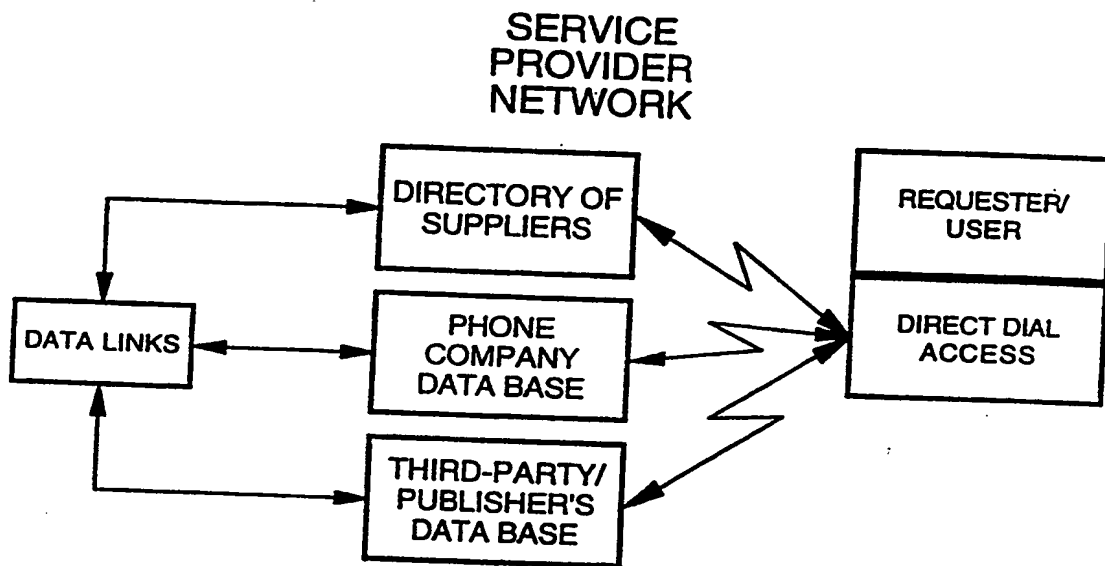 SERVICE
PROVIDER
NETWORK
DIRECTORY OF
SUPPLIERS
REQUESTER/
USER
DATA LINKS
PHONE
COMPANY
DATA BASE
DIRECT DIAL
ACCESS
THIRD-PARTY/
PUBLISHER'S
DATA BASE